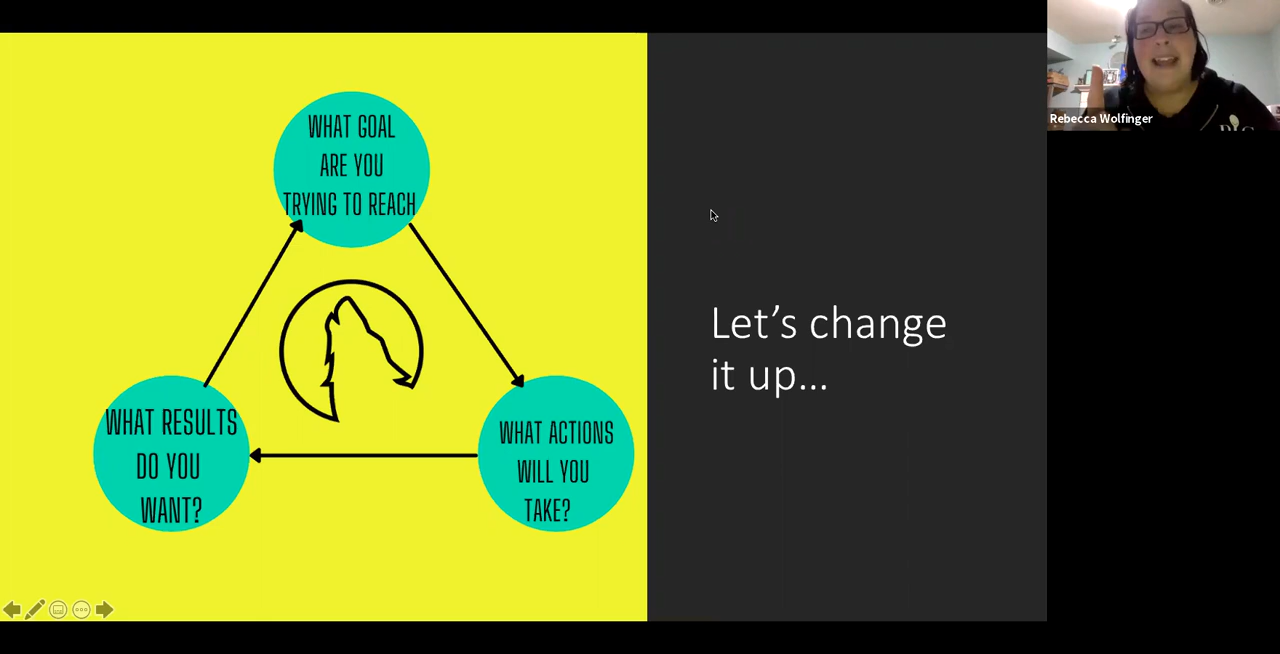 WHAT GOAL
ARE YOU
TRYING TO REACH
WHAT RESULTS
DO YOU
WANT?
WHAT ACTIONS
WILL YOU
TAKE?
Let’s change
it up…
Rebecca Wolfinger